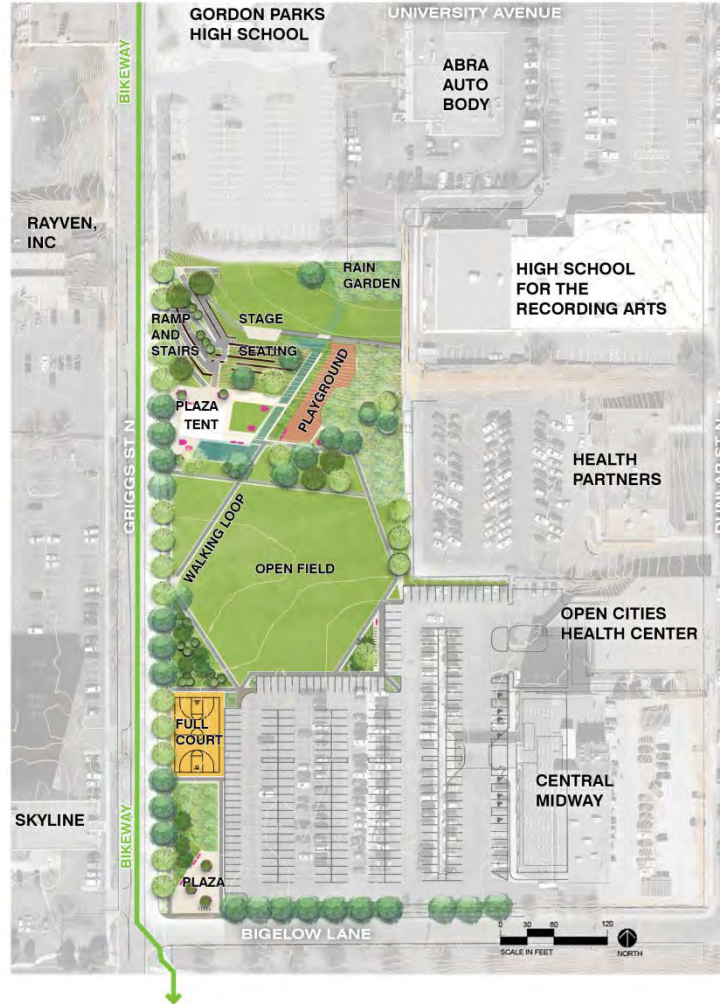 GORDON PARKS
HIGH SCHOOL
UNIVERSITY AVENUE
BIKEWAY
ABRA
AUTO
BODY
RAYVEN,
INC
RAIN
GARDEN
HIGH SCHOOL
FOR THE
RECORDING ARTS
RAMP
AND
STAIRS
STAGE
SEATING
PLAYGROUND
PLAZA
TENT
GRIGGS ST N
HEALTH
PARTNERS
WALKING LOOP
OPEN FIELD
OPEN CITIES
HEALTH CENTER
FULL
COURT
CENTRAL
MIDWAY
SKYLINE
BIKEWAY
PLAZA
BIGELOW LANE
0 30 60 120
SCALE IN FEET
NORTH